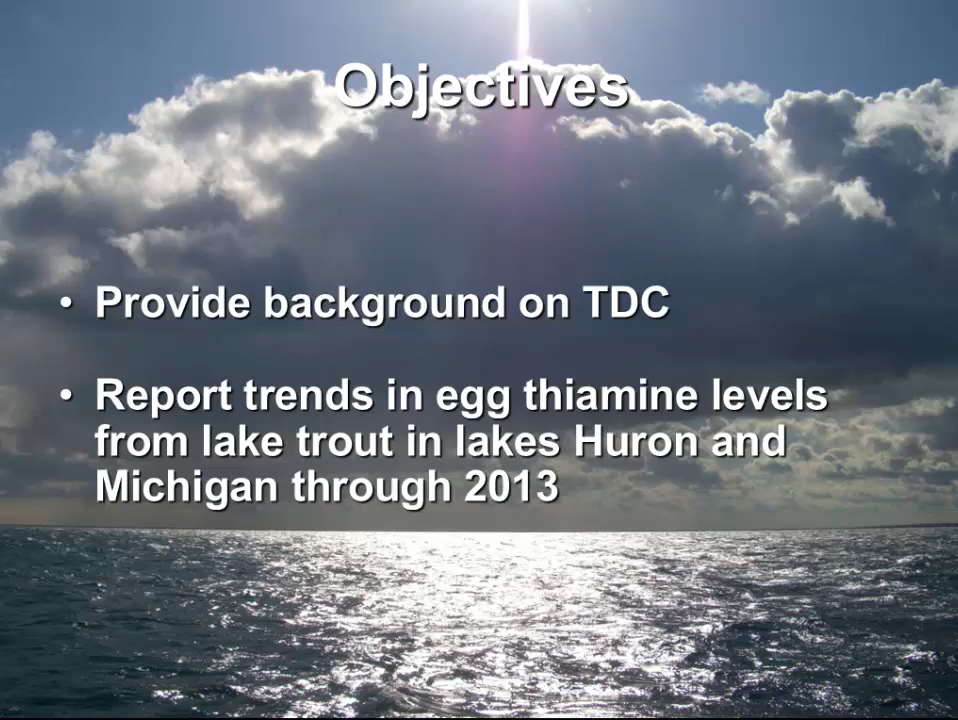 Objectives
• Provide background on TDC
• Report trends in egg thiamine levels
from lake trout in lakes Huron and
Michigan through 2013